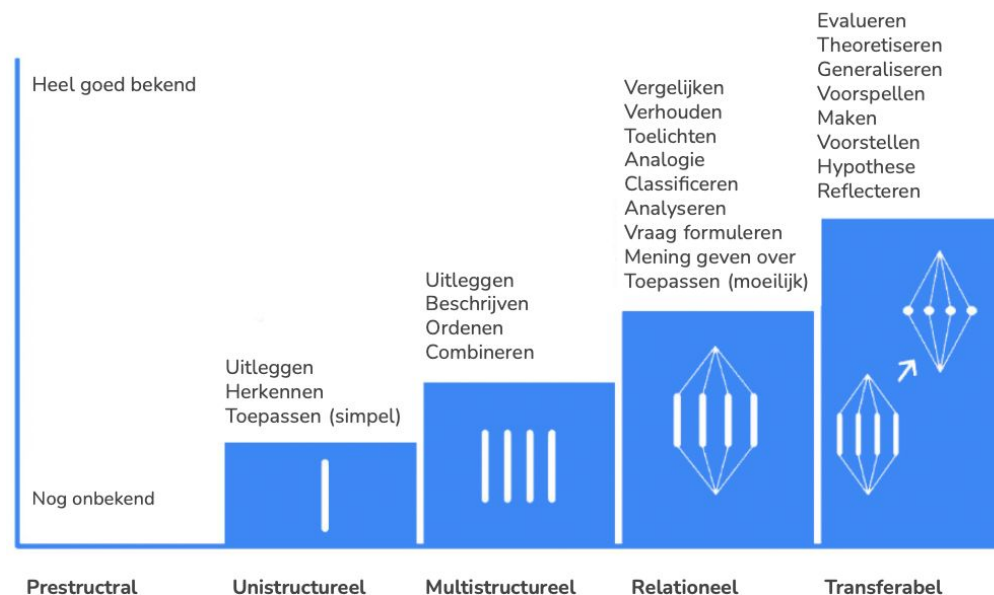 Heel goed bekend
Nog onbekend
Prestructral
Uitleggen
Herkennen
Toepassen (simpel)
Unistructureel
Uitleggen
Beschrijven
Ordenen
Combineren
Multistructureel
Vergelijken
Verhouden
Toelichten
Analogie
Classificeren
Analyseren
Vraag formuleren
Mening geven over
Toepassen (moeilijk)
Relationeel
Evalueren
Theoretiseren
Generaliseren
Voorspellen
Maken
Voorstellen
Hypothese
Reflecteren
Transferabel